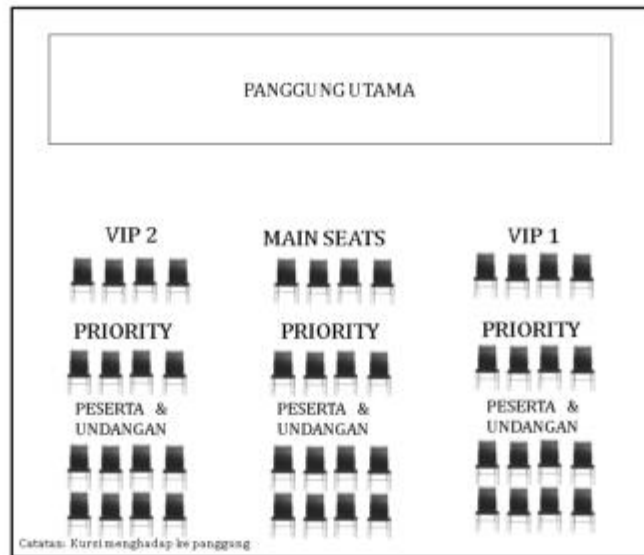 PANGGUNG UTAMA
VIP 2 MAIN SEATS VIP 1
PRIORITY PRIORITY PRIORITY
PESERTA & PESERTA & PESERTA &
UNDANGAN UNDANGAN UNDANGAN
Catatan: Kursi menghadap ke panggung